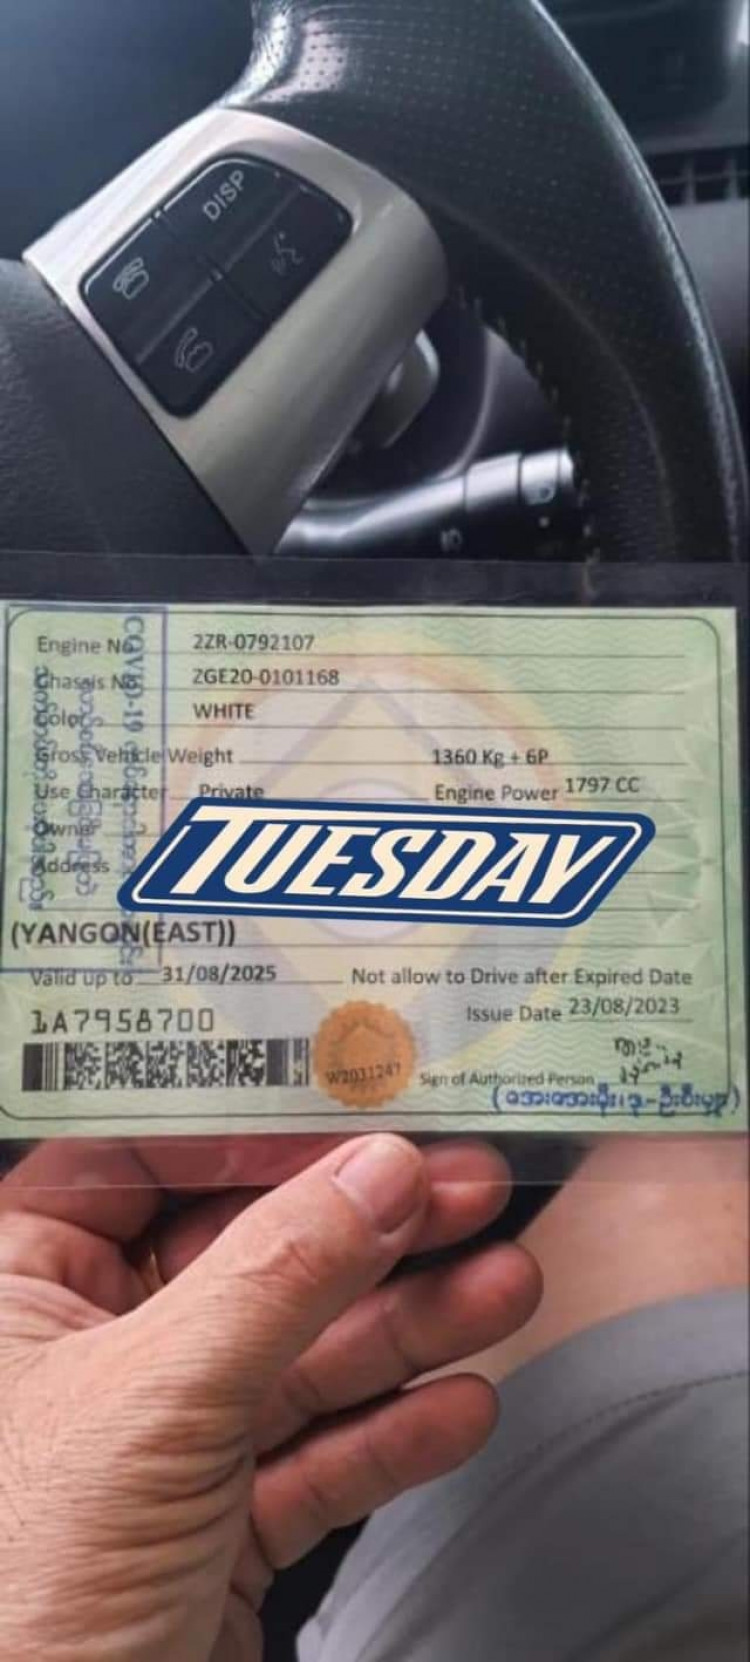 DISP
Engine No. 2ZR-0792107
Chassis No. ZGE20-0101168
Color WHITE
Gross Vehicle Weight 1360 Kg + 6P
Use Character Private Engine Power 1797 CC
Owner
Address
TUESDAY
(YANGON(EAST))
Valid up to 31/08/2025 Not allow to Drive after Expired Date
1A7958700 Issue Date 23/08/2023
W2031247 Sign of Authorized Person
COVID-19